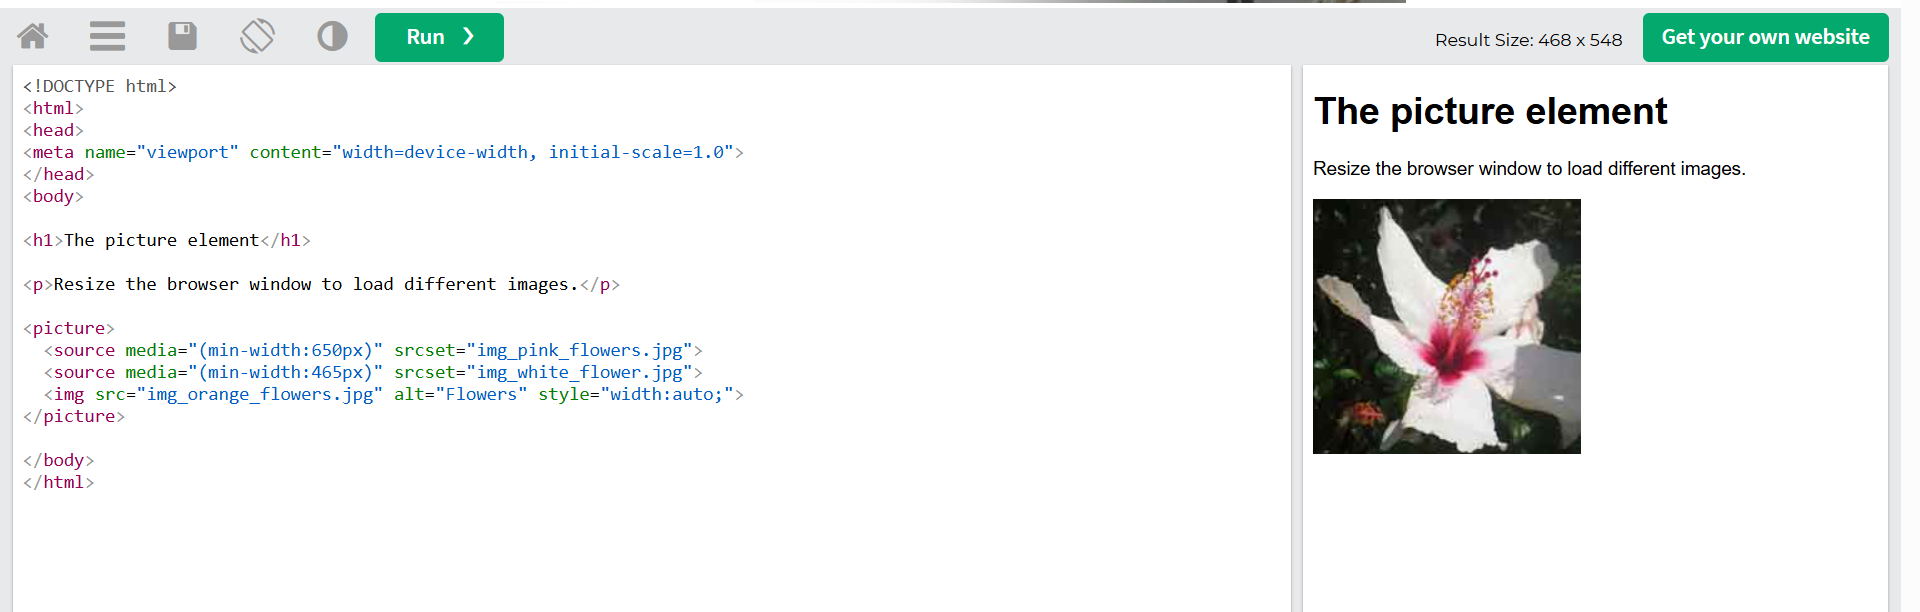 Run ❯
Result Size: 468 x 548
Get your own website
<!DOCTYPE html>
<html>
<head>
<meta name="viewport" content="width=device-width, initial-scale=1.0">
</head>
<body>
<h1>The picture element</h1>
<p>Resize the browser window to load different images.</p>
<picture>
  <source media="(min-width:650px)" srcset="img_pink_flowers.jpg">
  <source media="(min-width:465px)" srcset="img_white_flower.jpg">
  <img src="img_orange_flowers.jpg" alt="Flowers" style="width:auto;">
</picture>
</body>
</html>
The picture element
Resize the browser window to load different images.